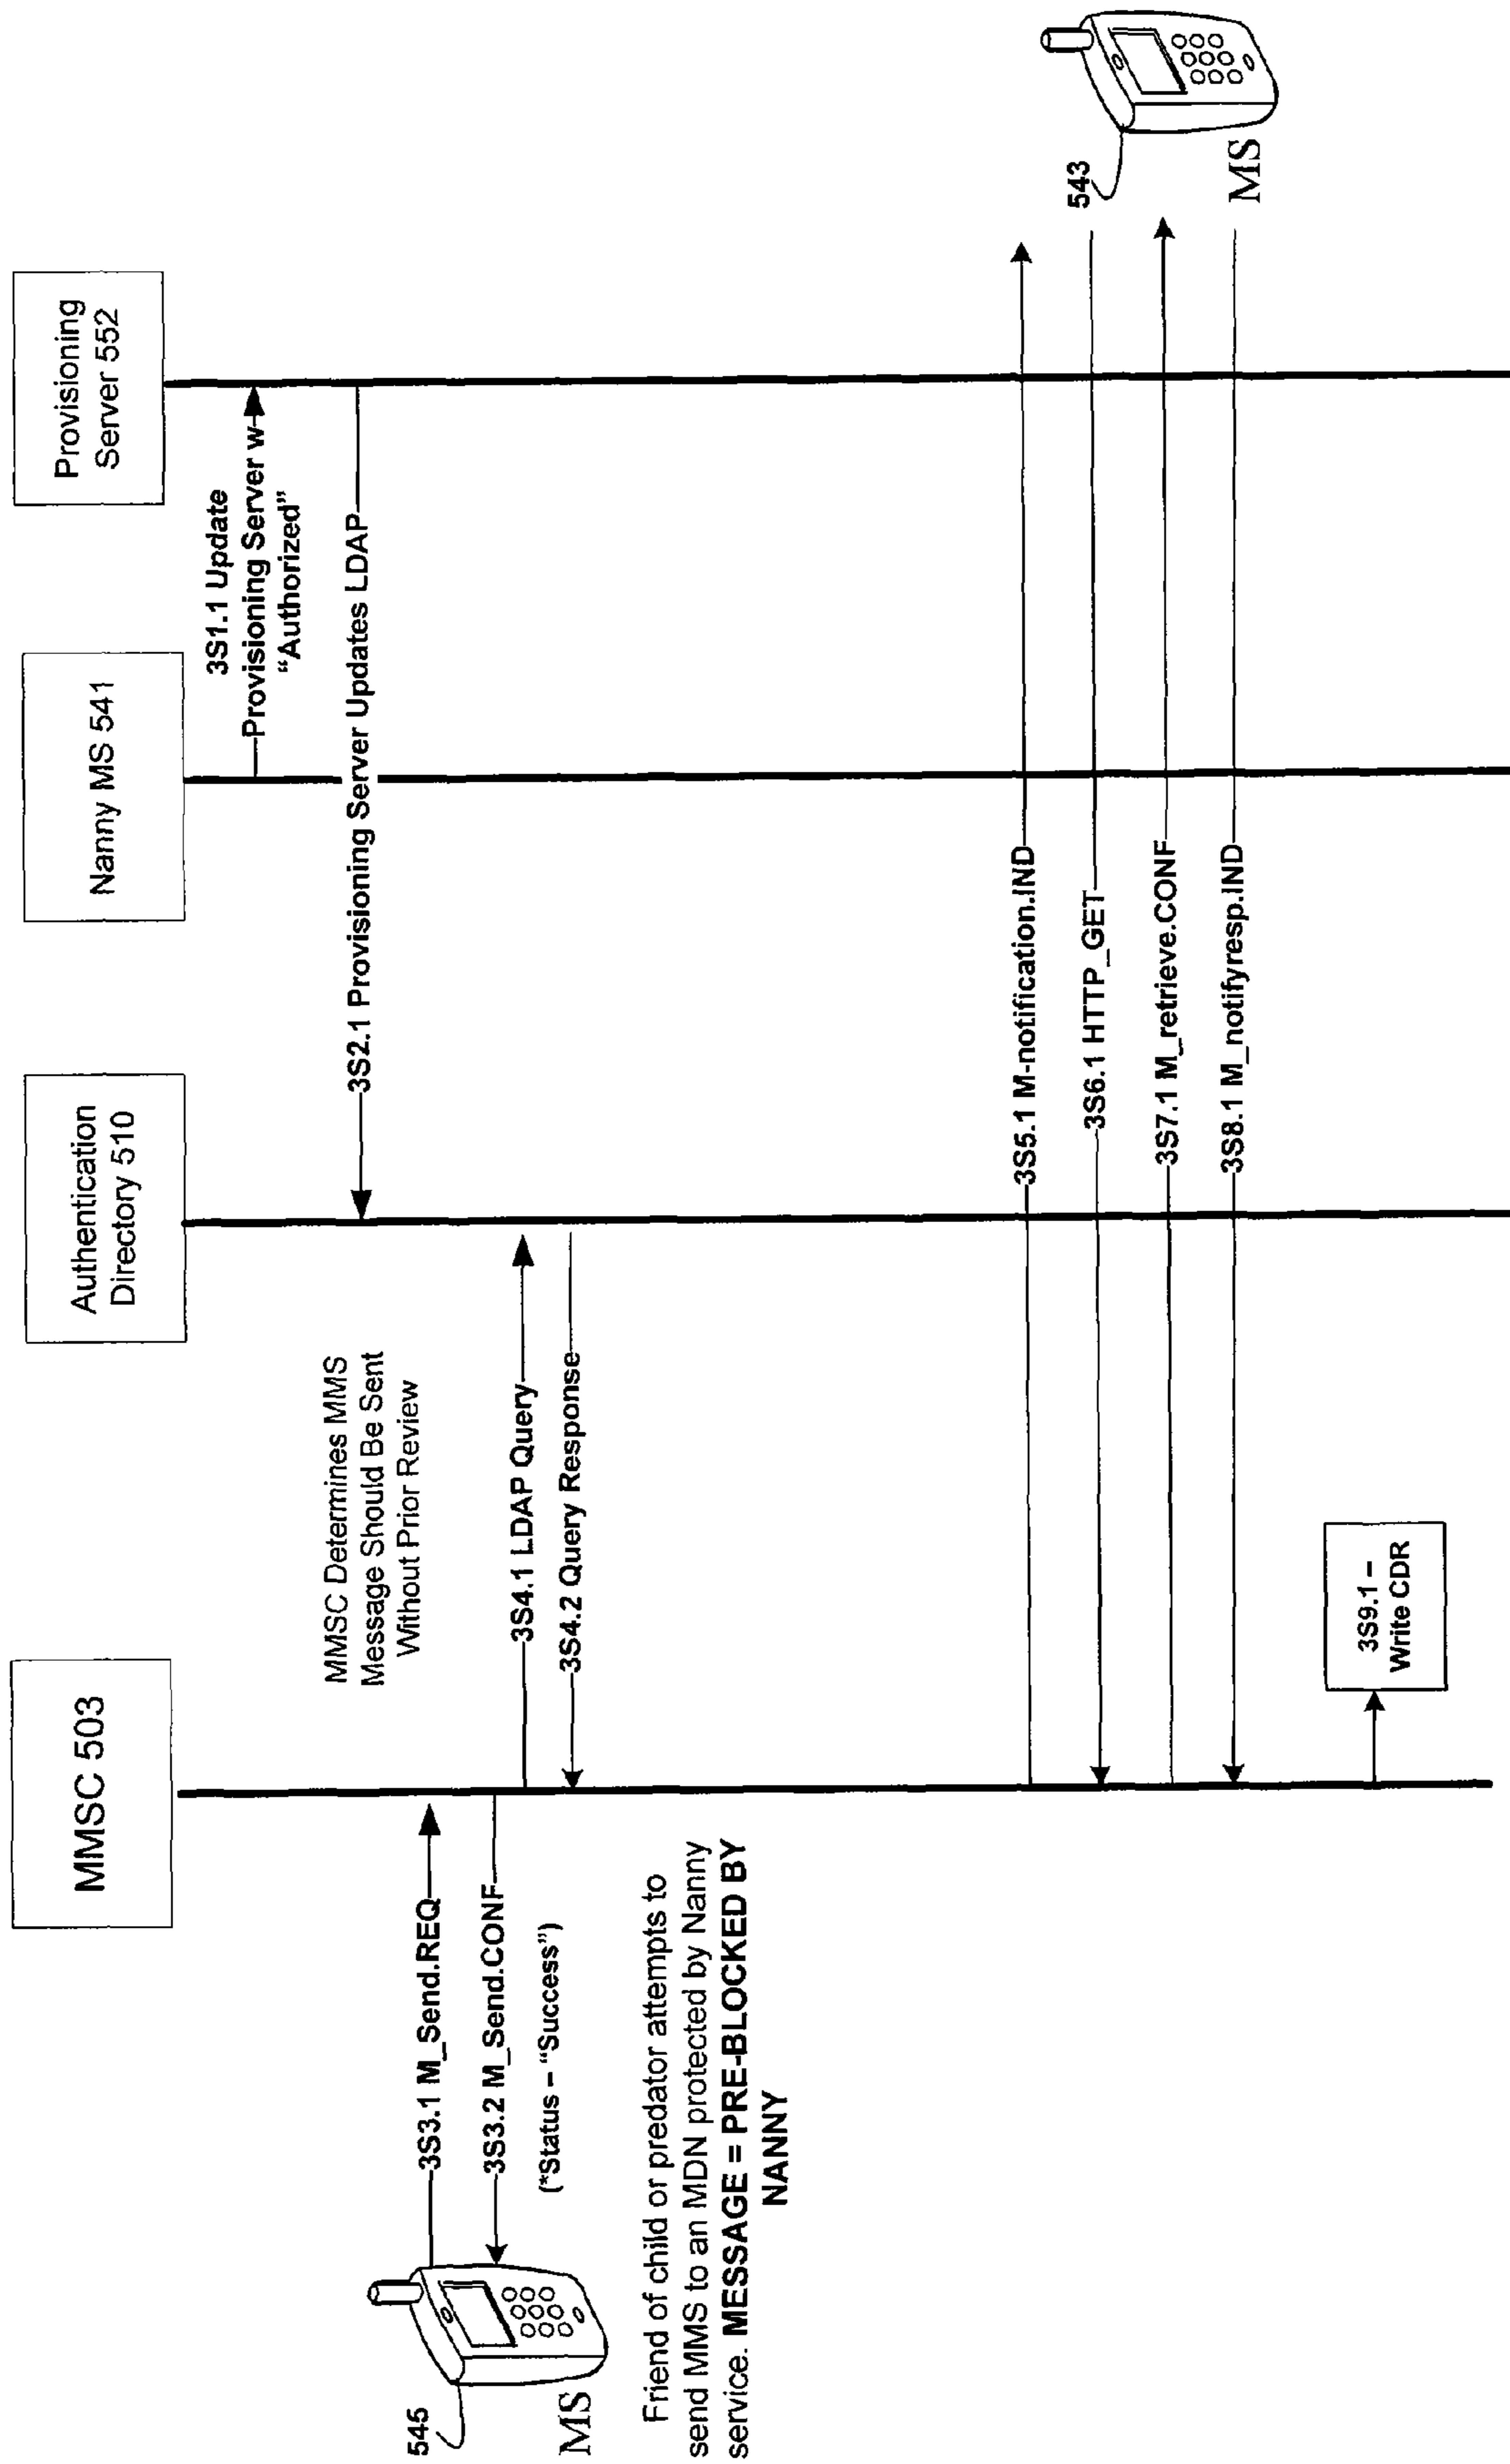 MMSC 503
Authentication
Directory 510
Nanny MS 541
Provisioning
Server 552
3S1.1 Update
Provisioning Server w
“Authorized”
3S2.1 Provisioning Server Updates LDAP
MMSC Determines MMS
Message Should Be Sent
Without Prior Review
545
MS
3S3.1 M_Send.REQ
3S3.2 M_Send.CONF
(*Status – “Success”)
3S4.1 LDAP Query
3S4.2 Query Response
Friend of child or predator attempts to
send MMS to an MDN protected by Nanny
service. MESSAGE = PRE-BLOCKED BY
NANNY
3S5.1 M-notification.IND
3S6.1 HTTP_GET
3S7.1 M_retrieve.CONF
3S8.1 M_notifyresp.IND
543
MS
3S9.1 –
Write CDR